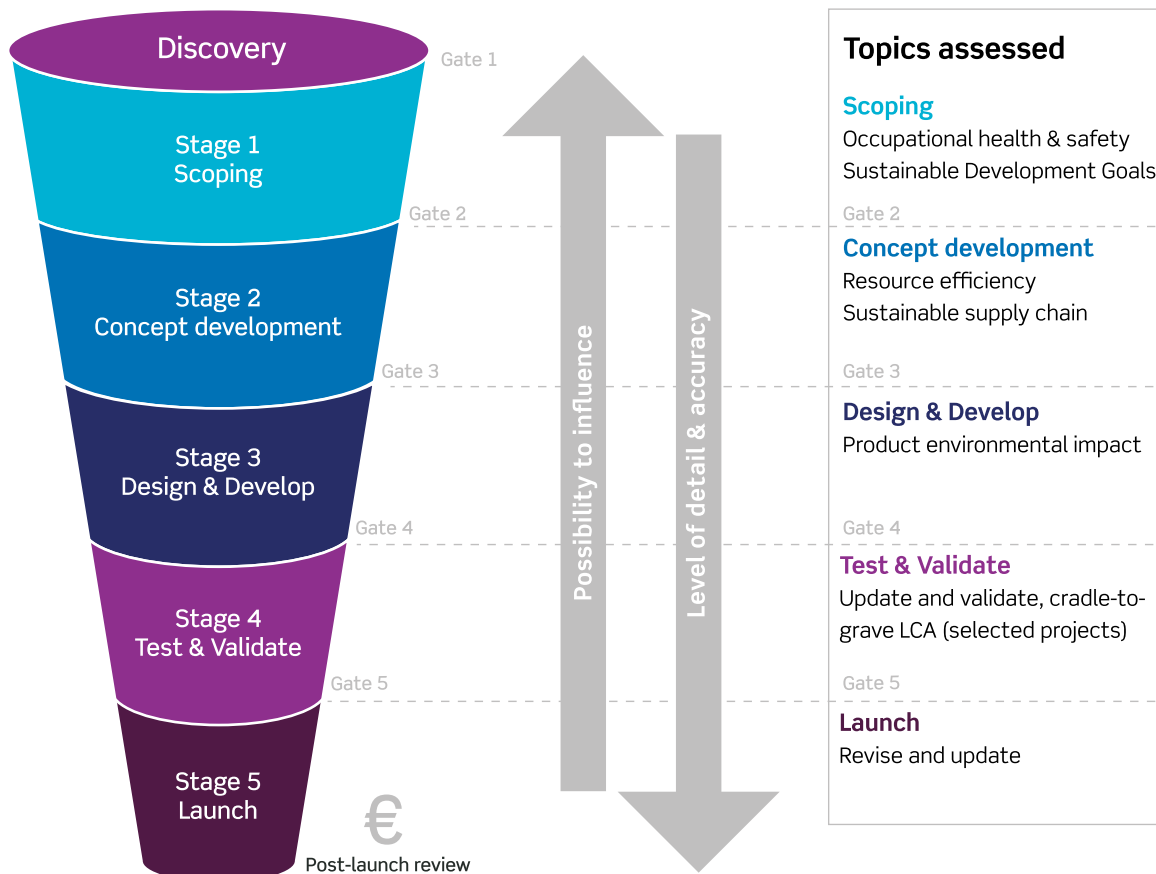 Discovery
Gate 1
Stage 1
Scoping
Gate 2
Stage 2
Concept development
Gate 3
Stage 3
Design & Develop
Gate 4
Stage 4
Test & Validate
Gate 5
Stage 5
Launch
€
Post-launch review
Possibility to influence
Level of detail & accuracy
Topics assessed
Scoping
Occupational health & safety
Sustainable Development Goals
Gate 2
Concept development
Resource efficiency
Sustainable supply chain
Gate 3
Design & Develop
Product environmental impact
Gate 4
Test & Validate
Update and validate, cradle-to-
grave LCA (selected projects)
Gate 5
Launch
Revise and update